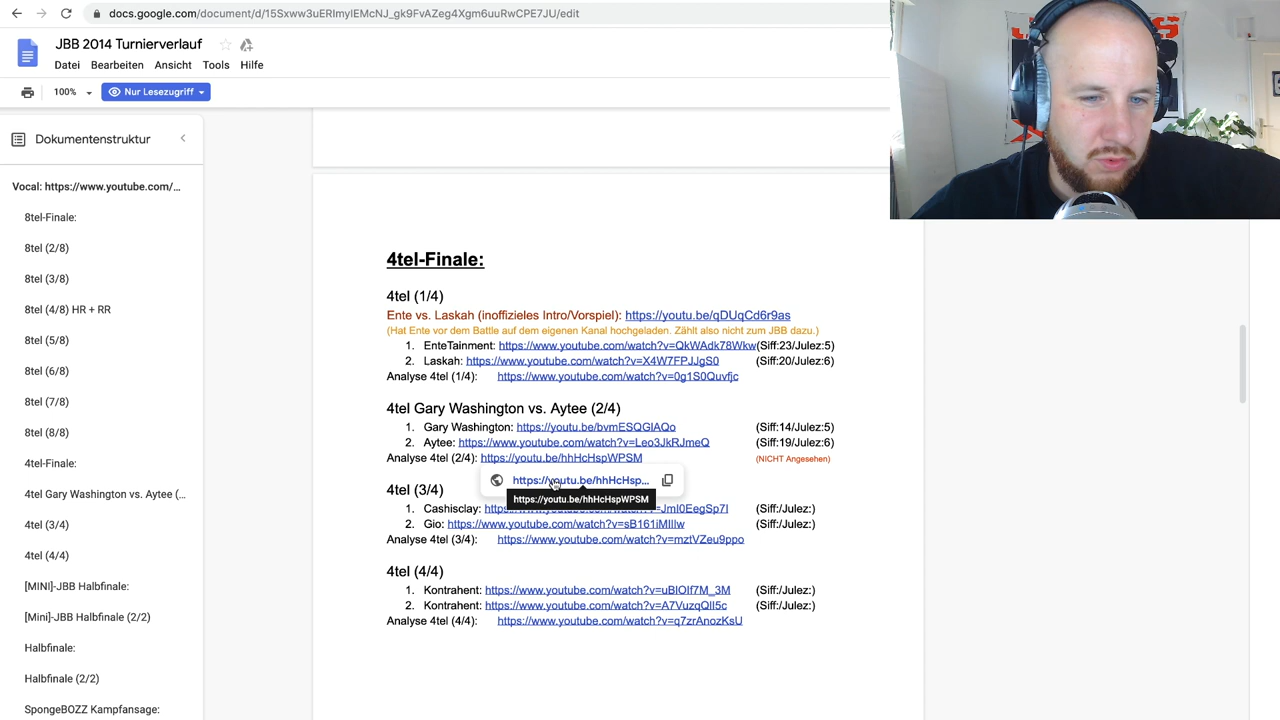 docs.google.com/document/d/15Sxww3uERlmylEMcNJ_gk9FvAZeg4Xgm6uuRwCPE7JU/edit
JBB 2014 Turnierverlauf
Datei Bearbeiten Ansicht Tools Hilfe
100% Nur Lesezugriff
Dokumentenstruktur
Vocal: https://www.youtube.com/...
8tel-Finale:
8tel (2/8)
8tel (3/8)
8tel (4/8) HR + RR
8tel (5/8)
8tel (6/8)
8tel (7/8)
8tel (8/8)
4tel-Finale:
4tel Gary Washington vs. Aytee (...
4tel (3/4)
4tel (4/4)
[MINI]-JBB Halbfinale:
[Mini]-JBB Halbfinale (2/2)
Halbfinale:
Halbfinale (2/2)
SpongeBOZZ Kampfansage:
4tel-Finale:
4tel (1/4)
Ente vs. Laskah (inoffizieles Intro/Vorspiel): https://youtu.be/qDUqCd6r9as
(Hat Ente vor dem Battle auf dem eigenen Kanal hochgeladen. Zählt also nicht zum JBB dazu.)
1. EnteTainment: https://www.youtube.com/watch?v=QkWAdk78Wkw(Siff:23/Julez:5)
2. Laskah: https://www.youtube.com/watch?v=X4W7FPJJgS0 (Siff:20/Julez:6)
Analyse 4tel (1/4): https://www.youtube.com/watch?v=0g1S0Quvfjc
4tel Gary Washington vs. Aytee (2/4)
1. Gary Washington: https://youtu.be/bvmESQGlAQo (Siff:14/Julez:5)
2. Aytee: https://www.youtube.com/watch?v=Leo3JkRJmeQ (Siff:19/Julez:6)
Analyse 4tel (2/4): https://youtu.be/hhHcHspWPSM (NICHT Angesehen)
https://youtu.be/hhHcHsp...
https://youtu.be/hhHcHspWPSM
4tel (3/4)
1. Cashisclay: =JmI0EegSp7I (Siff:/Julez:)
2. Gio: https://www.youtube.com/watch?v=sB161iMIllw (Siff:/Julez:)
Analyse 4tel (3/4): https://www.youtube.com/watch?v=mztVZeu9ppo
4tel (4/4)
1. Kontrahent: https://www.youtube.com/watch?v=uBIOIf7M_3M (Siff:/Julez:)
2. Kontrahent: https://www.youtube.com/watch?v=A7VuzqQlI5c (Siff:/Julez:)
Analyse 4tel (4/4): https://www.youtube.com/watch?v=q7zrAnozKsU